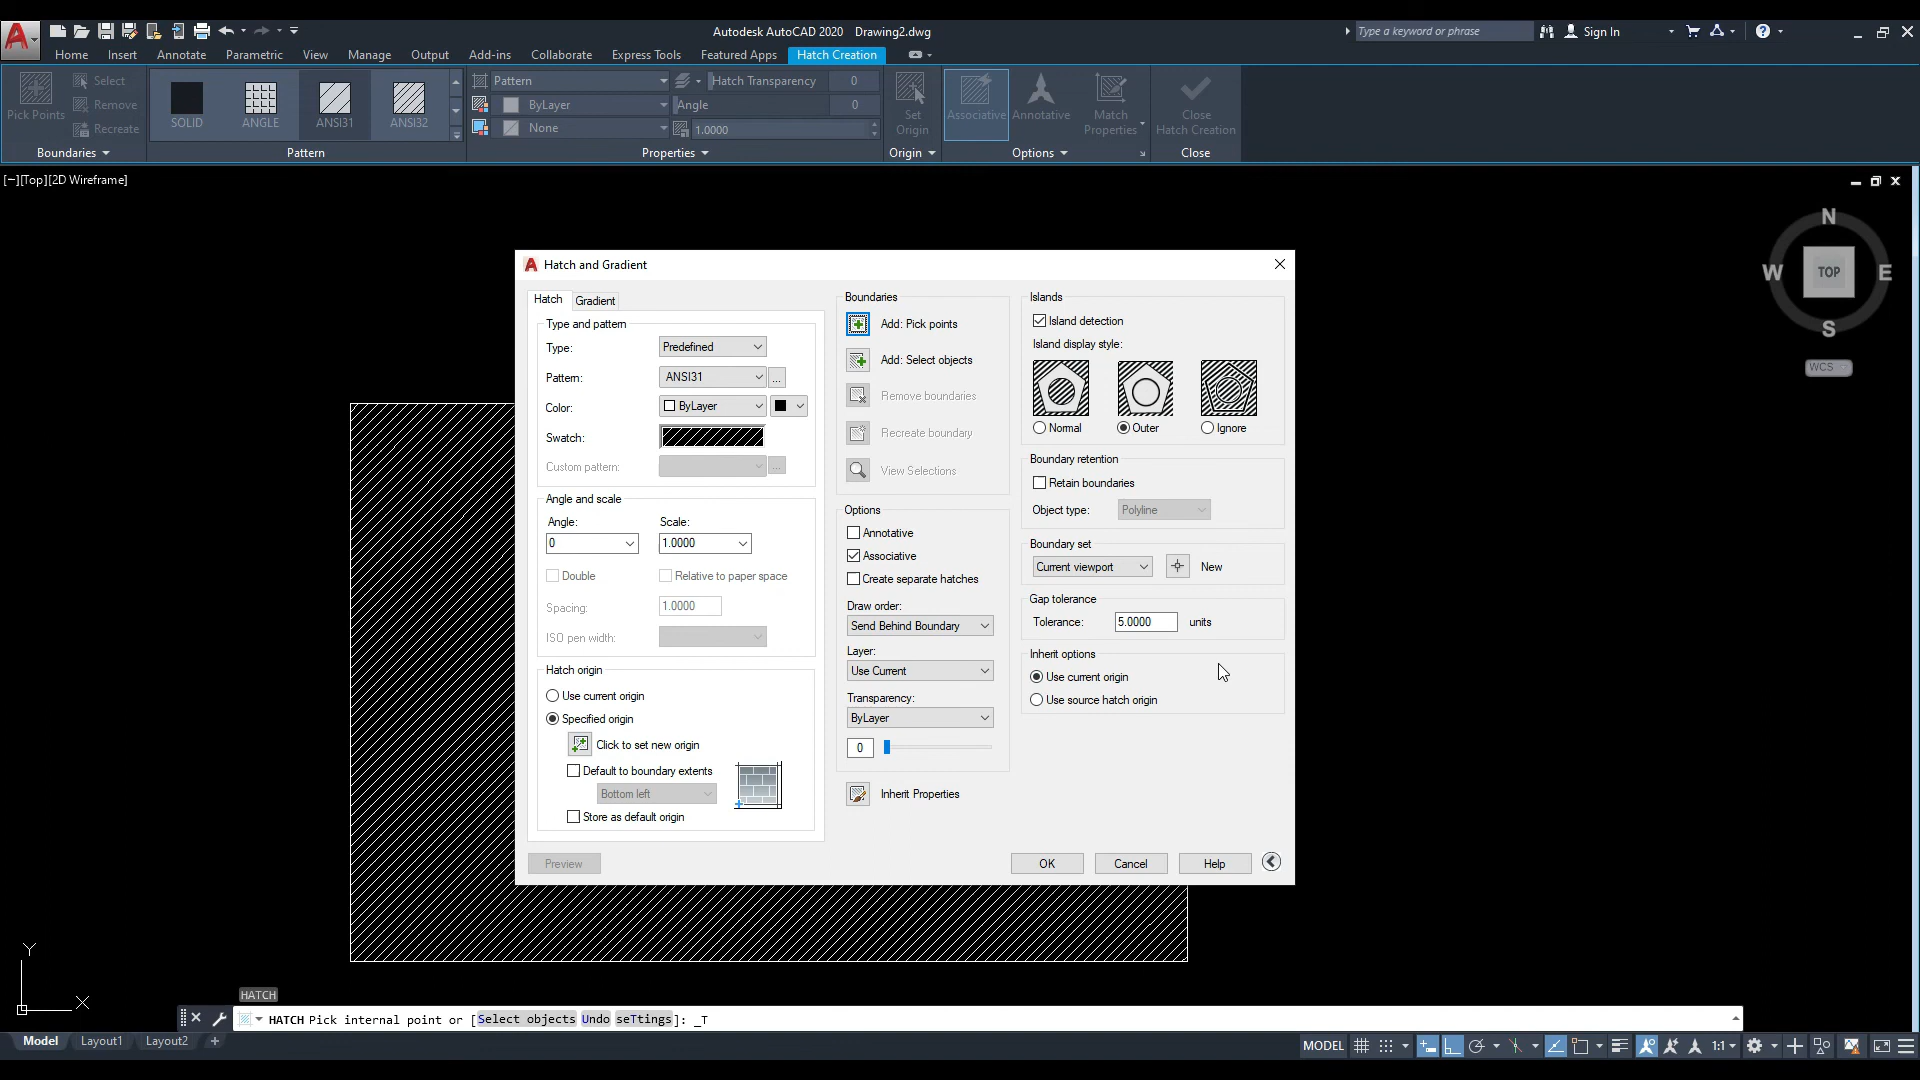 Autodesk AutoCAD 2020 Drawing2.dwg
Type a keyword or phrase
Sign In
Home Insert Annotate Parametric View Manage Output Add-ins Collaborate Express Tools Featured Apps Hatch Creation
Pick Points
Select
Remove
Recreate
Boundaries
SOLID ANGLE ANSI31 ANSI32
Pattern
Pattern
ByLayer
None
Hatch Transparency 0
Angle 0
1.0000
Properties
Set Origin
Origin
Associative
Annotative
Match Properties
Options
Close Hatch Creation
Close
[−][Top][2D Wireframe]
N
W TOP E
S
WCS
Hatch and Gradient
Hatch Gradient
Type and pattern
Type: Predefined
Pattern: ANSI31 ...
Color: ByLayer
Swatch:
Custom pattern: ...
Angle and scale
Angle: Scale:
0 1.0000
Double Relative to paper space
Spacing: 1.0000
ISO pen width:
Hatch origin
Use current origin
Specified origin
Click to set new origin
Default to boundary extents
Bottom left
Store as default origin
Preview
Boundaries
Add: Pick points
Add: Select objects
Remove boundaries
Recreate boundary
View Selections
Options
Annotative
Associative
Create separate hatches
Draw order:
Send Behind Boundary
Layer:
Use Current
Transparency:
ByLayer
0
Inherit Properties
Islands
Island detection
Island display style:
Normal Outer Ignore
Boundary retention
Retain boundaries
Object type: Polyline
Boundary set
Current viewport New
Gap tolerance
Tolerance: 5.0000 units
Inherit options
Use current origin
Use source hatch origin
OK Cancel Help
Y
X
HATCH
HATCH Pick internal point or [Select objects Undo seTtings]: _T
Model Layout1 Layout2 +
MODEL 1:1